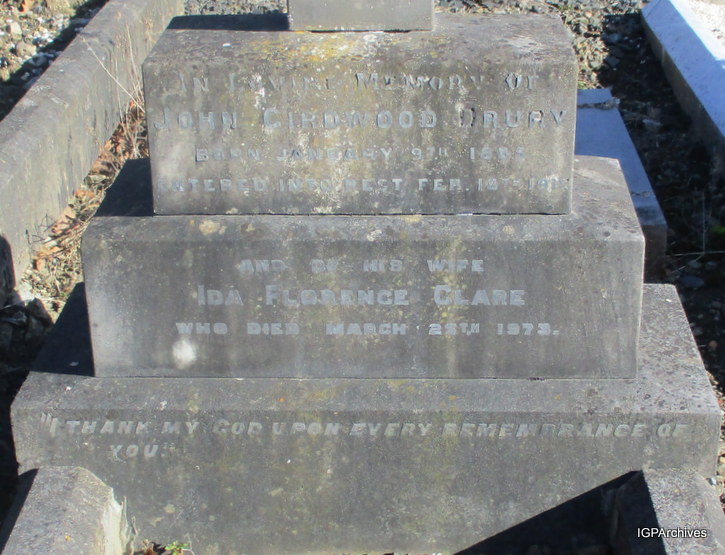 IN LOVING MEMORY OF
JOHN GIRDWOOD DRURY
BORN JANUARY 9TH
ENTERED INTO REST FEB.
AND OF HIS WIFE
IDA FLORENCE CLARE
WHO DIED MARCH 25TH 1973.
"I THANK MY GOD UPON EVERY REMEMBRANCE OF
YOU."
IGPArchives